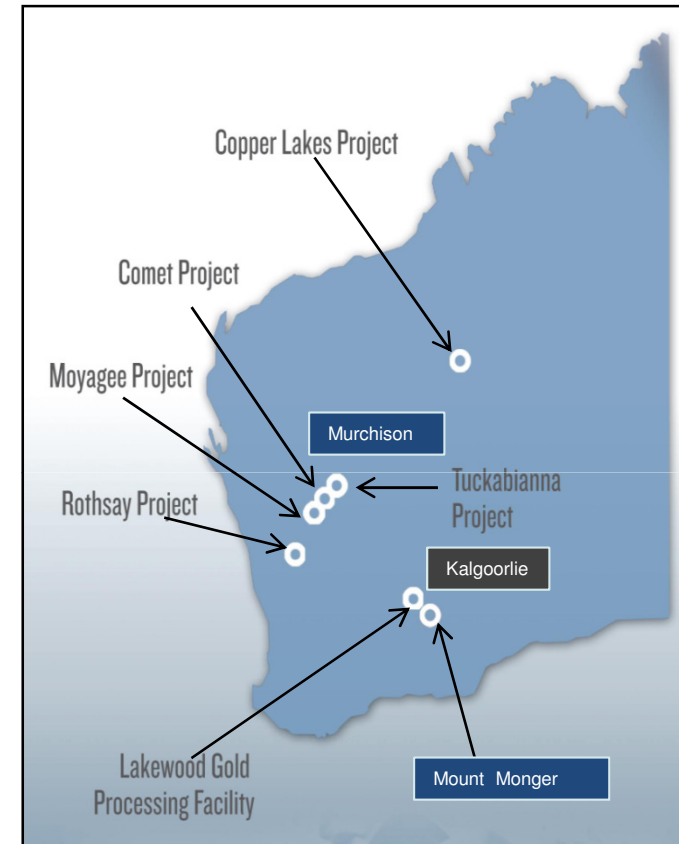 Copper Lakes Project
Comet Project
Moyagee Project
Murchison
Tuckabianna
Project
Rothsay Project
Kalgoorlie
Lakewood Gold
Processing Facility
Mount Monger